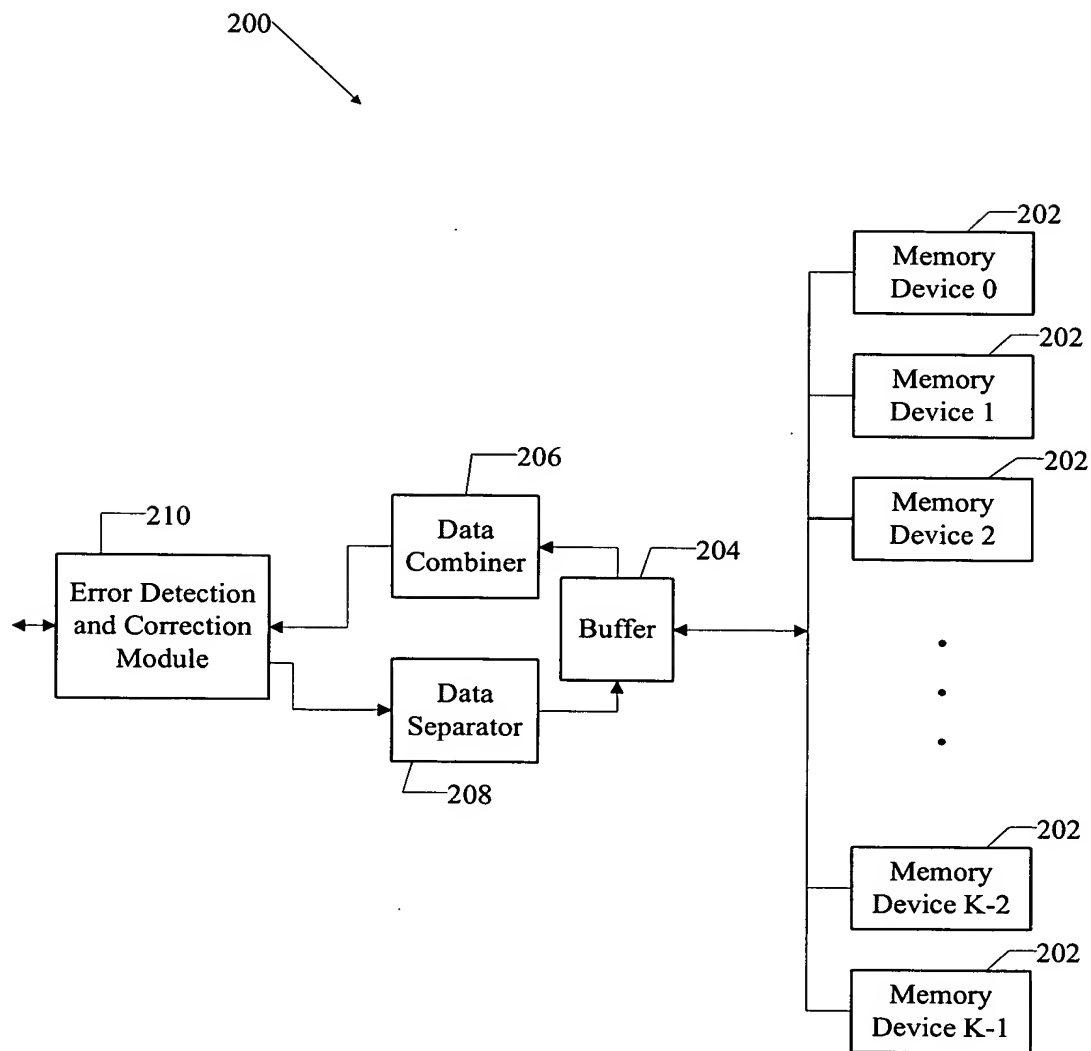 200
202
Memory
Device 0
202
Memory
Device 1
202
Memory
Device 2
206
Data
Combiner
210
Error Detection
and Correction
Module
204
Buffer
Data
Separator
208
202
Memory
Device K-2
202
Memory
Device K-1